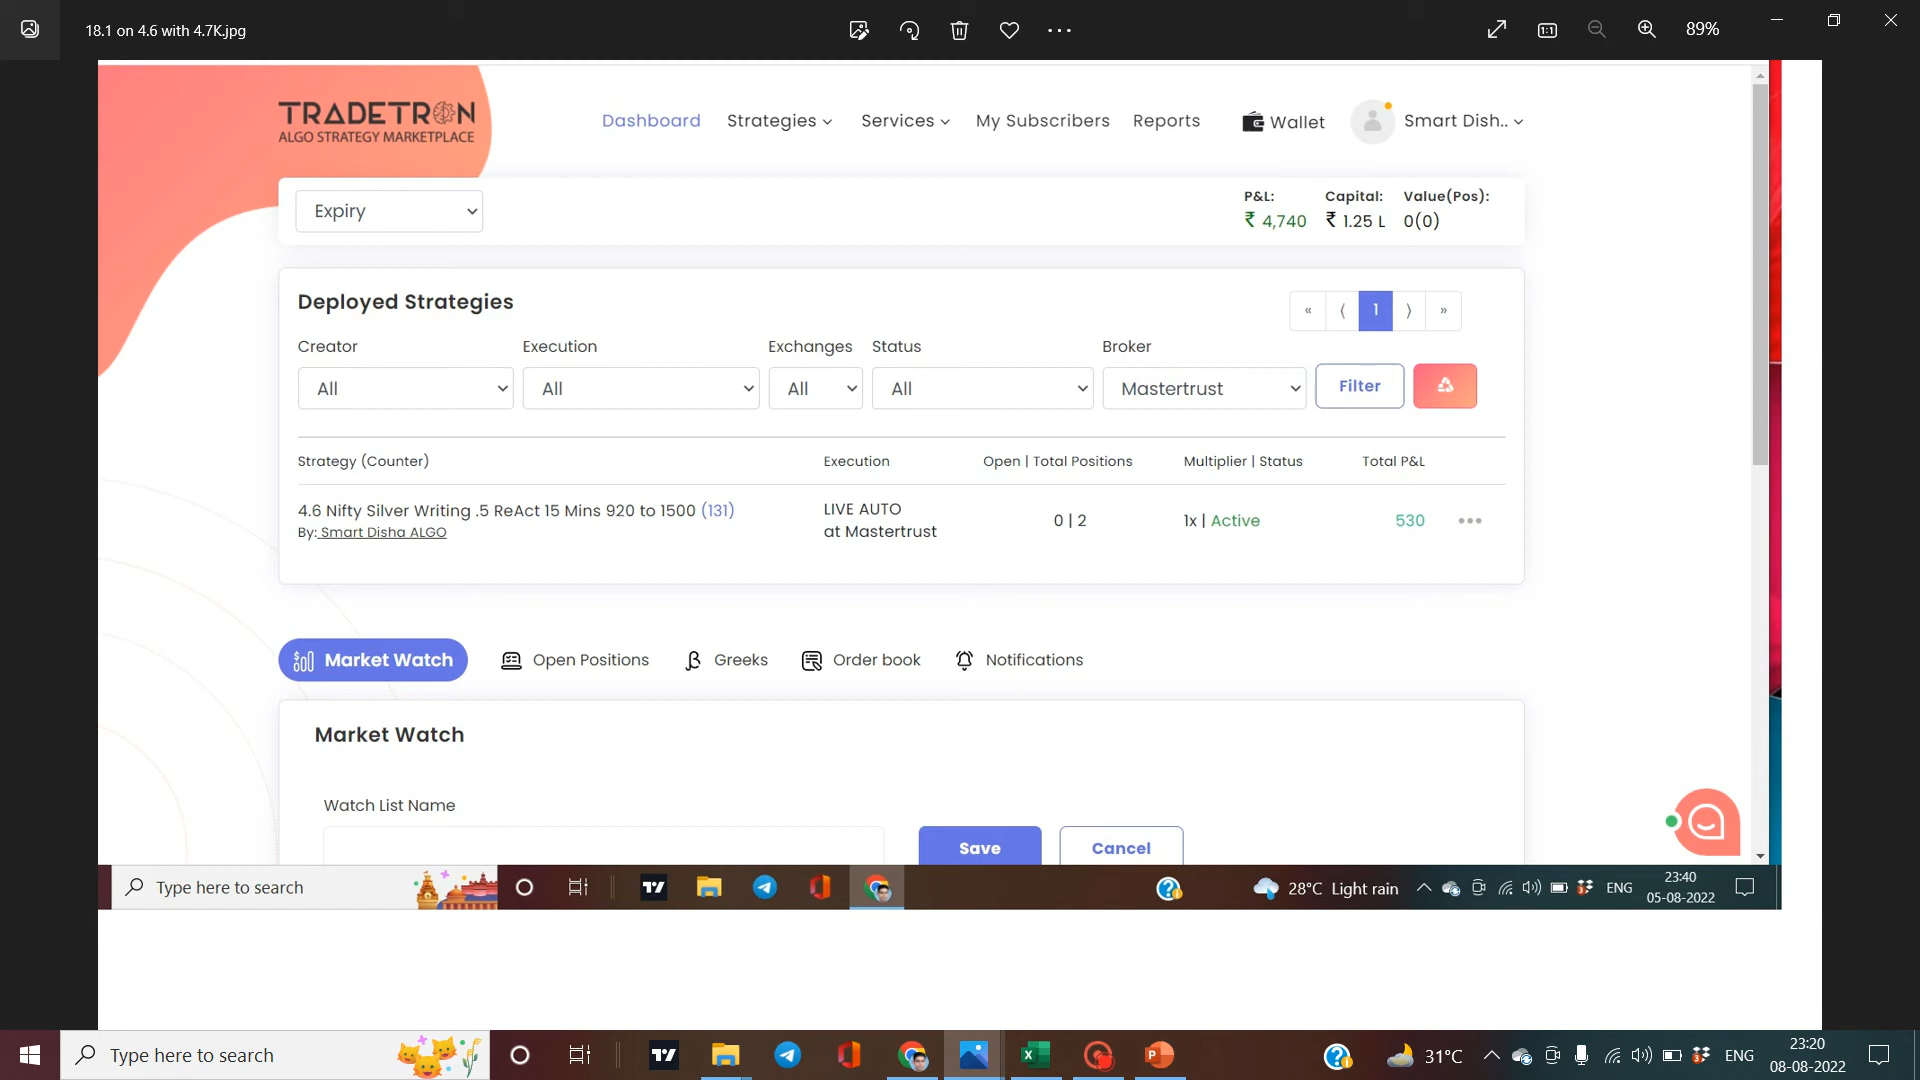 18.1 on 4.6 with 4.7K.jpg
89%
TRADETRON
ALGO STRATEGY MARKETPLACE
Dashboard Strategies Services My Subscribers Reports Wallet Smart Dish..
Expiry
P&L: Capital: Value(Pos):
₹ 4,740 ₹ 1.25 L 0(0)
Deployed Strategies
« ⟨ 1 ⟩ »
Creator Execution Exchanges Status Broker
All All All All Mastertrust Filter
Strategy (Counter) Execution Open | Total Positions Multiplier | Status Total P&L
4.6 Nifty Silver Writing .5 ReAct 15 Mins 920 to 1500 (131)
By: Smart Disha ALGO
LIVE AUTO
at Mastertrust
0 | 2
1x | Active
530
Market Watch Open Positions Greeks Order book Notifications
Market Watch
Watch List Name
Save Cancel
Type here to search
28°C Light rain
ENG
23:40
05-08-2022
Type here to search
31°C
ENG
23:20
08-08-2022